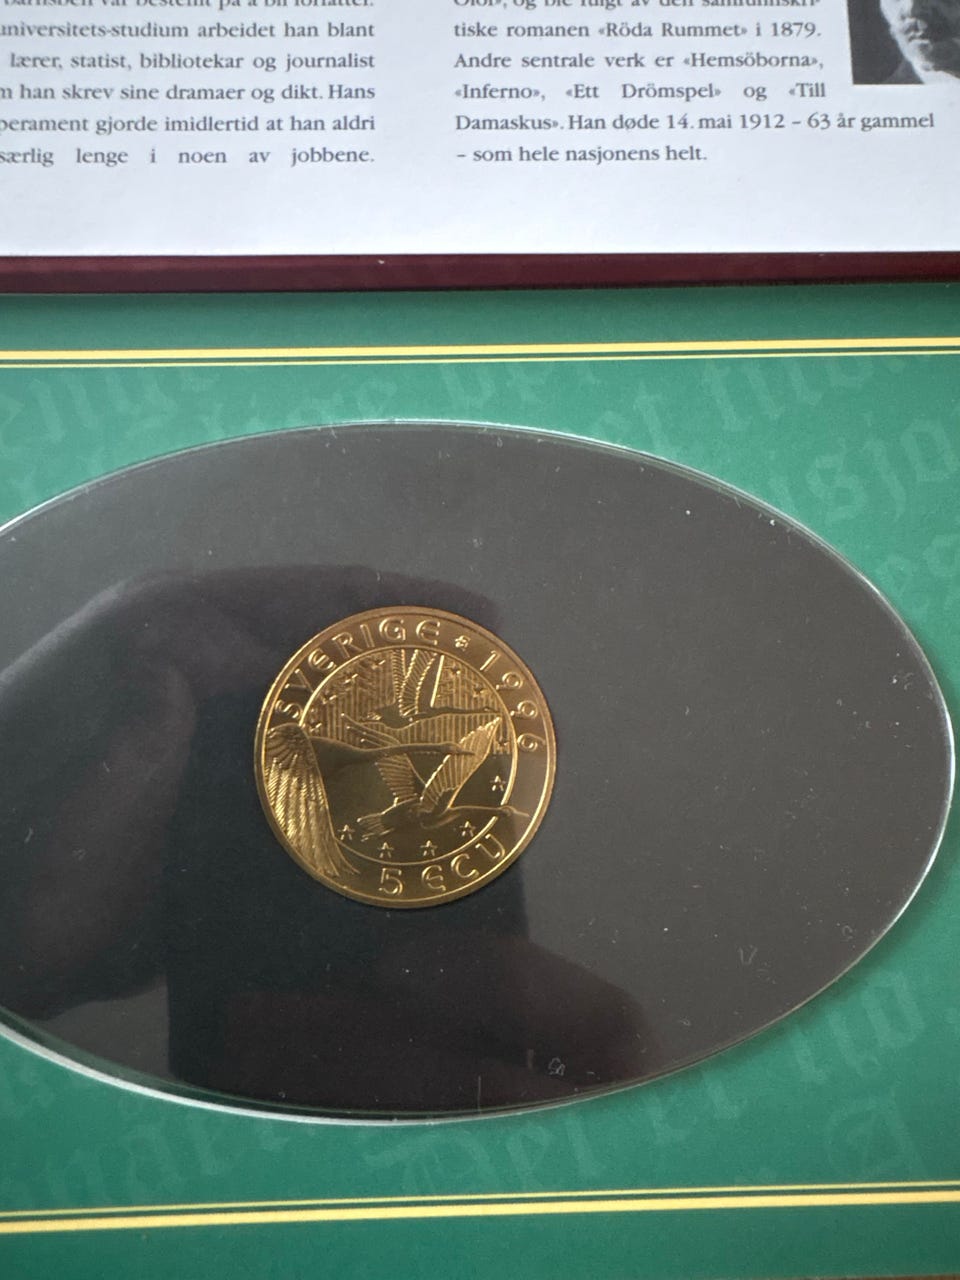 universitets-studium arbeidet han blant
lærer, statist, bibliotekar og journalist
han skrev sine dramaer og dikt. Hans
gjorde imidlertid at han aldri
særlig lenge i noen av jobbene.
tiske romanen «Röda Rummet» i 1879.
Andre sentrale verk er «Hemsöborna»,
«Inferno», «Ett Drömspel» og «Till
Damaskus». Han døde 14. mai 1912 – 63 år gammel
– som hele nasjonens helt.
SVERIGE 1996
5 ECU